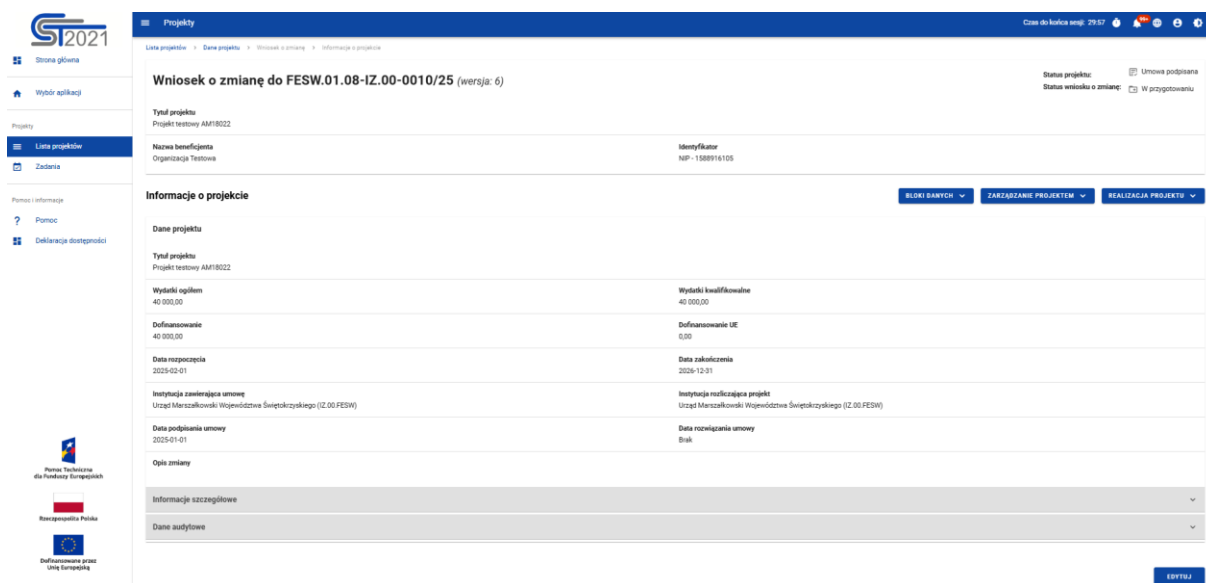 2021
Projekty
Czas do końca sesji: 29:57
99+
Lista projektów > Dane projektu > Wniosek o zmianę > Informacje o projekcie
Strona główna
Wybór aplikacji
Projekty
Lista projektów
Zadania
Pomoc i informacje
Pomoc
Deklaracja dostępności
Wniosek o zmianę do FESW.01.08-IZ.00-0010/25 (wersja: 6)
Status projektu: Umowa podpisana
Status wniosku o zmianę: W przygotowaniu
Tytuł projektu
Projekt testowy AM18022
Nazwa beneficjenta Identyfikator
Organizacja Testowa NIP - 1588916105
Informacje o projekcie
BLOKI DANYCH ZARZĄDZANIE PROJEKTEM REALIZACJA PROJEKTU
Dane projektu
Tytuł projektu
Projekt testowy AM18022
Wydatki ogółem Wydatki kwalifikowalne
40 000,00 40 000,00
Dofinansowanie Dofinansowanie UE
40 000,00 0,00
Data rozpoczęcia Data zakończenia
2025-02-01 2026-12-31
Instytucja zawierająca umowę Instytucja rozliczająca projekt
Urząd Marszałkowski Województwa Świętokrzyskiego (IZ.00.FESW) Urząd Marszałkowski Województwa Świętokrzyskiego (IZ.00.FESW)
Data podpisania umowy Data rozwiązania umowy
2025-01-01 Brak
Opis zmiany
Informacje szczegółowe
Dane audytowe
EDYTUJ
Pomoc Techniczna
dla Funduszy Europejskich
Rzeczpospolita Polska
Dofinansowane przez
Unię Europejską